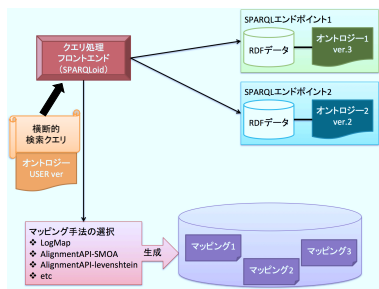 クエリ処理
フロントエンド
(SPARQLoid)
SPARQLエンドポイント1
RDFデータ
オントロジー1
ver.3
SPARQLエンドポイント2
RDFデータ
オントロジー2
ver.2
横断的
検索クエリ
オントロジー
USER ver
マッピング手法の選択
❖ LogMap
❖ AlignmentAPI-SMOA
❖ AlignmentAPI-levenshtein
❖ etc
生成
マッピング1
マッピング2
マッピング3